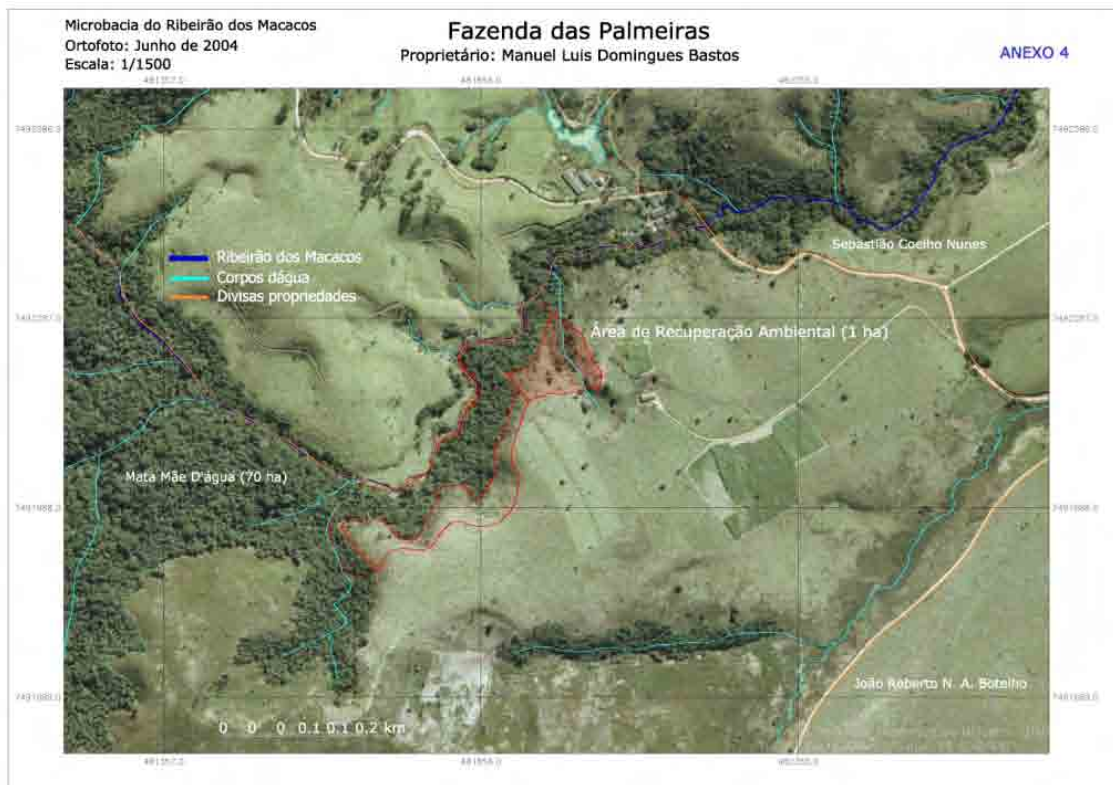 Microbacia do Ribeirão dos Macacos
Ortofoto: Junho de 2004
Escala: 1/1500
Fazenda das Palmeiras
Proprietário: Manuel Luis Domingues Bastos
ANEXO 4
Sebastião Coelho Nunes
Ribeirão dos Macacos
Corpos dágua
Divisas propriedades
Área de Recuperação Ambiental (1 ha)
Mata Mãe D'água (70 ha)
João Roberto N. A. Botelho
0 0 0 0.1 0.1 0.2 km